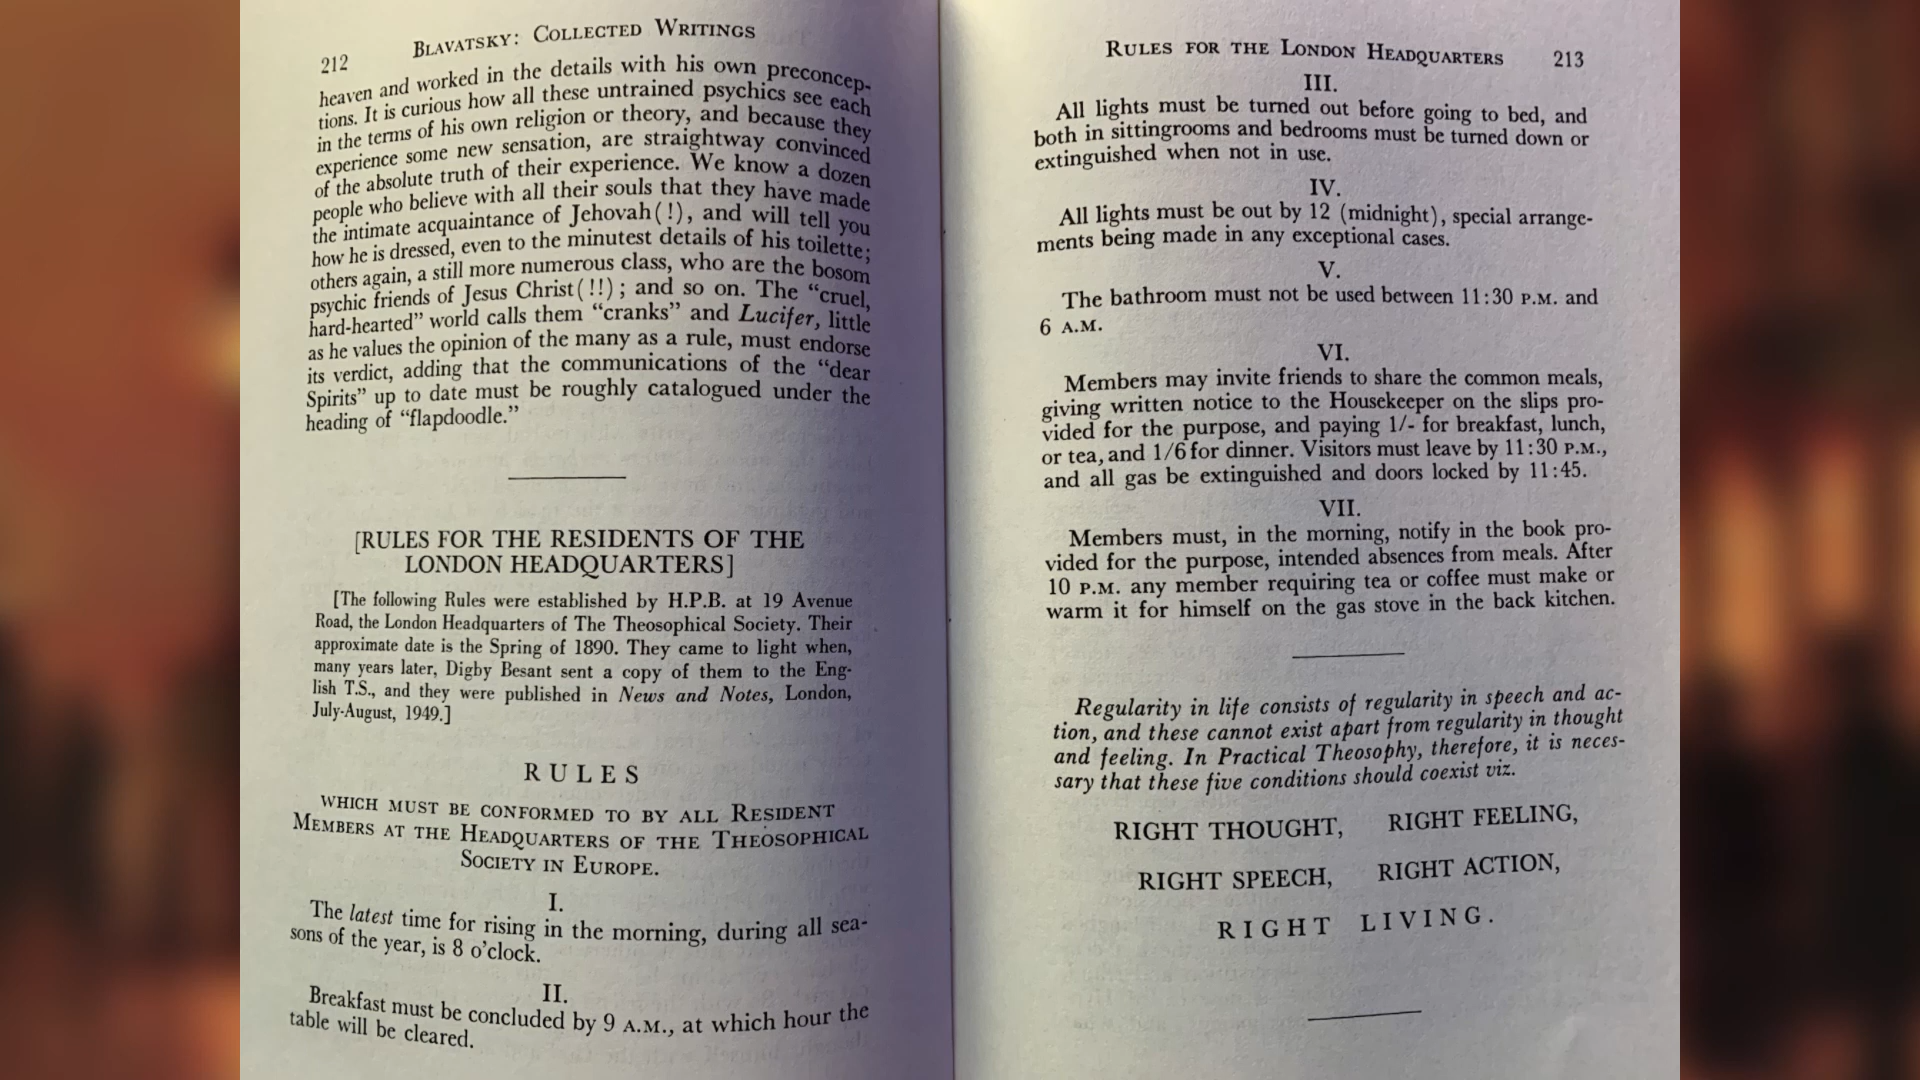 212 BLAVATSKY: COLLECTED WRITINGS
heaven and worked in the details with his own preconcep-
tions. It is curious how all these untrained psychics see each
in the terms of his own religion or theory, and because they
experience some new sensation, are straightway convinced
of the absolute truth of their experience. We know a dozen
people who believe with all their souls that they have made
the intimate acquaintance of Jehovah(!), and will tell you
how he is dressed, even to the minutest details of his toilette;
others again, a still more numerous class, who are the bosom
psychic friends of Jesus Christ(!!); and so on. The “cruel,
hard-hearted” world calls them “cranks” and Lucifer, little
as he values the opinion of the many as a rule, must endorse
its verdict, adding that the communications of the “dear
Spirits” up to date must be roughly catalogued under the
heading of “flapdoodle.”
[RULES FOR THE RESIDENTS OF THE
LONDON HEADQUARTERS]
[The following Rules were established by H.P.B. at 19 Avenue
Road, the London Headquarters of The Theosophical Society. Their
approximate date is the Spring of 1890. They came to light when,
many years later, Digby Besant sent a copy of them to the Eng-
lish T.S., and they were published in News and Notes, London,
July-August, 1949.]
RULES
WHICH MUST BE CONFORMED TO BY ALL RESIDENT
MEMBERS AT THE HEADQUARTERS OF THE THEOSOPHICAL
SOCIETY IN EUROPE.
I.
The latest time for rising in the morning, during all sea-
sons of the year, is 8 o’clock.
II.
Breakfast must be concluded by 9 A.M., at which hour the
table will be cleared.
RULES FOR THE LONDON HEADQUARTERS 213
III.
All lights must be turned out before going to bed, and
both in sittingrooms and bedrooms must be turned down or
extinguished when not in use.
IV.
All lights must be out by 12 (midnight), special arrange-
ments being made in any exceptional cases.
V.
The bathroom must not be used between 11:30 P.M. and
6 A.M.
VI.
Members may invite friends to share the common meals,
giving written notice to the Housekeeper on the slips pro-
vided for the purpose, and paying 1/- for breakfast, lunch,
or tea, and 1/6 for dinner. Visitors must leave by 11:30 P.M.,
and all gas be extinguished and doors locked by 11:45.
VII.
Members must, in the morning, notify in the book pro-
vided for the purpose, intended absences from meals. After
10 P.M. any member requiring tea or coffee must make or
warm it for himself on the gas stove in the back kitchen.
Regularity in life consists of regularity in speech and ac-
tion, and these cannot exist apart from regularity in thought
and feeling. In Practical Theosophy, therefore, it is neces-
sary that these five conditions should coexist viz.
RIGHT THOUGHT, RIGHT FEELING,
RIGHT SPEECH, RIGHT ACTION,
RIGHT LIVING.